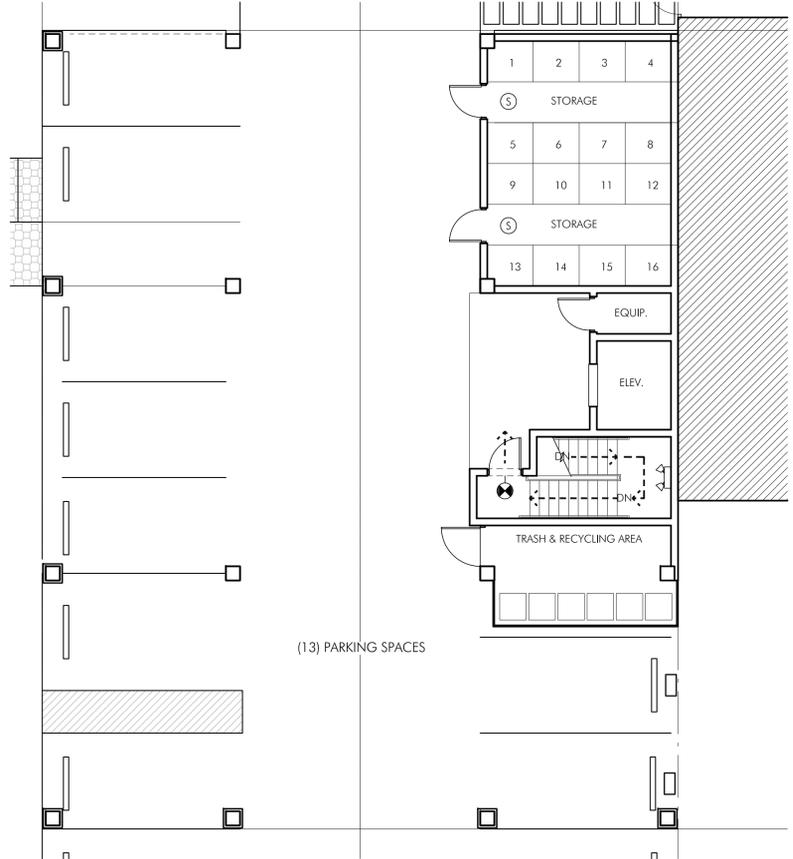 1 2 3 4
S STORAGE
5 6 7 8
9 10 11 12
S STORAGE
13 14 15 16
EQUIP.
ELEV.
DN
DN
TRASH & RECYCLING AREA
(13) PARKING SPACES